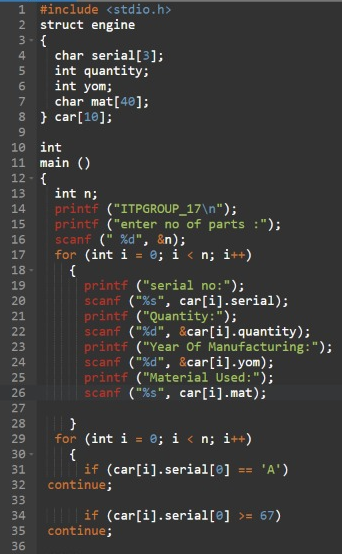 1 #include <stdio.h>
2 struct engine
3 {
4 char serial[3];
5 int quantity;
6 int yom;
7 char mat[40];
8 } car[10];
9
10 int
11 main ()
12 {
13 int n;
14 printf ("ITPGROUP_17\n");
15 printf ("enter no of parts :");
16 scanf (" %d", &n);
17 for (int i = 0; i < n; i++)
18 {
19 printf ("serial no:");
20 scanf ("%s", car[i].serial);
21 printf ("Quantity:");
22 scanf ("%d", &car[i].quantity);
23 printf ("Year Of Manufacturing:");
24 scanf ("%d", &car[i].yom);
25 printf ("Material Used:");
26 scanf ("%s", car[i].mat);
27
28 }
29 for (int i = 0; i < n; i++)
30 {
31 if (car[i].serial[0] == 'A')
32 continue;
33
34 if (car[i].serial[0] >= 67)
35 continue;
36